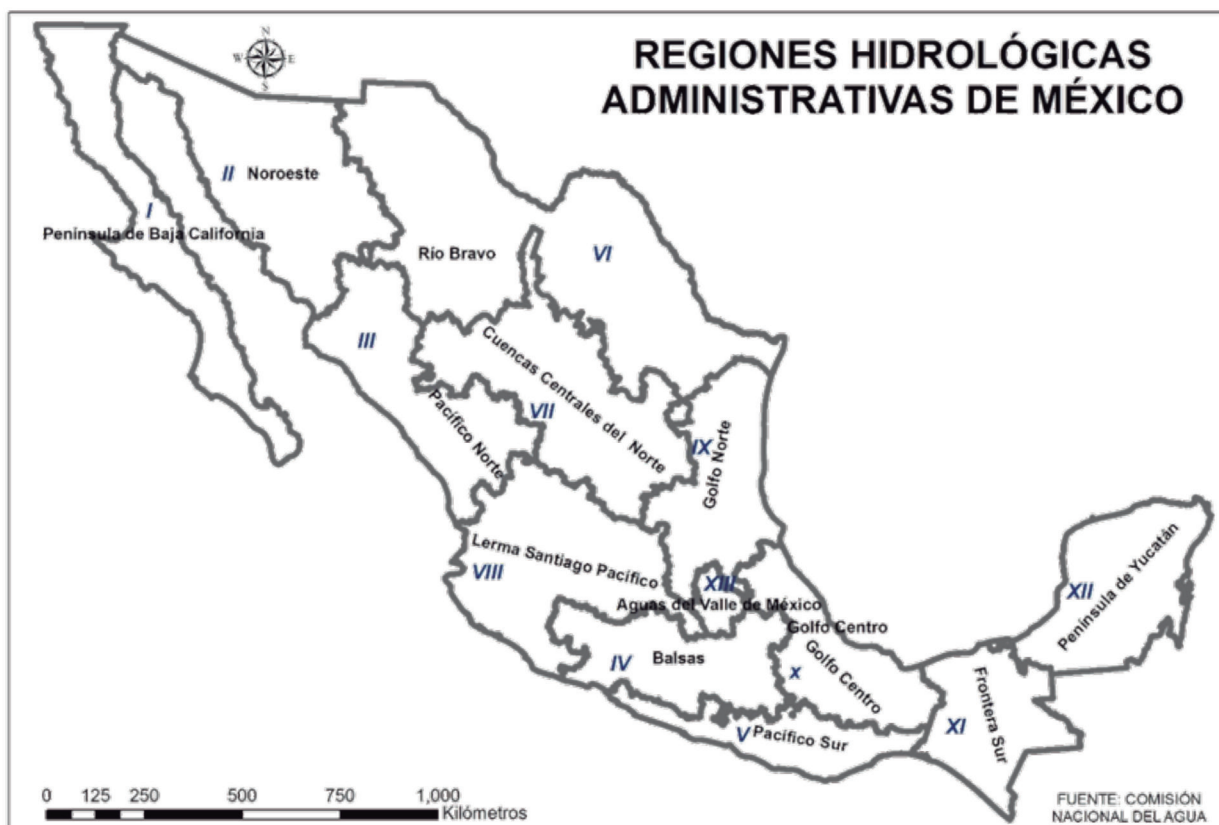 REGIONES HIDROLÓGICAS
ADMINISTRATIVAS DE MÉXICO
N
W E
S
II Noroeste
I
Península de Baja California
Río Bravo
VI
III
Cuencas Centrales del Norte
VII
Pacífico Norte
IX
Golfo Norte
Lerma Santiago Pacífico
VIII
XIII
Aguas del Valle de México
XII
Península de Yucatán
Golfo Centro
Balsas
IV
Golfo Centro
x
Frontera Sur
XI
V
Pacífico Sur
0 125 250 500 750 1,000
Kilómetros
FUENTE: COMISIÓN
NACIONAL DEL AGUA